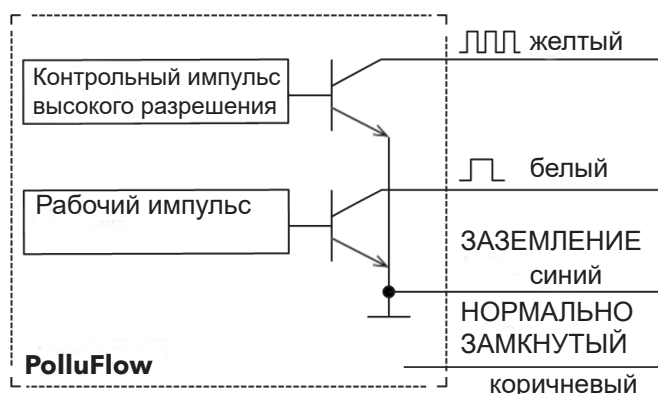 желтый
Контрольный импульс
высокого разрешения
белый
Рабочий импульс
ЗАЗЕМЛЕНИЕ
синий
НОРМАЛЬНО
ЗАМКНУТЫЙ
PolluFlow
коричневый